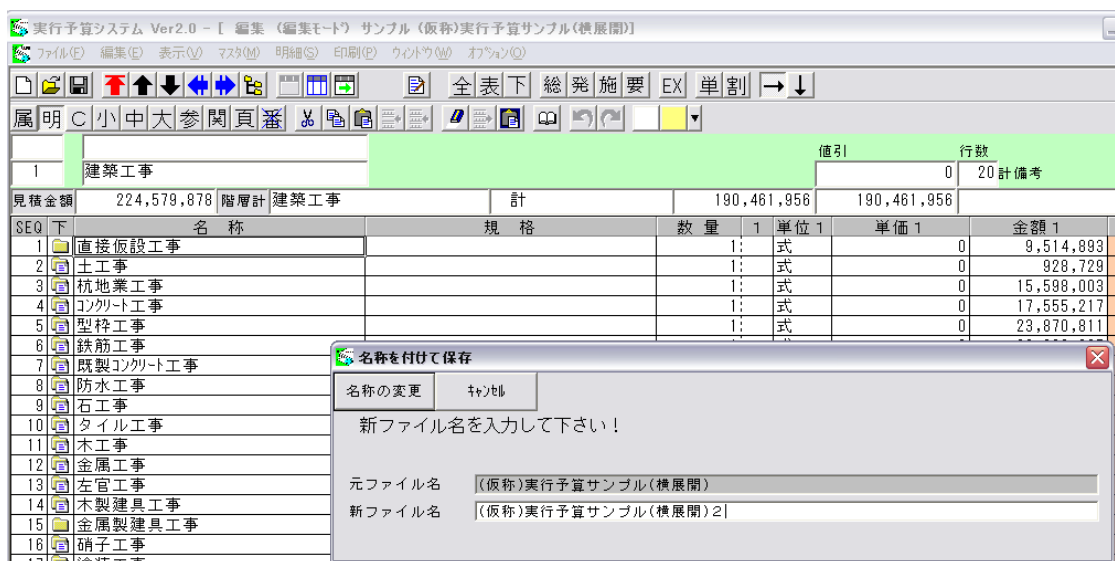 実行予算システム Ver2.0 - [ 編集 (編集モード) サンプル (仮称)実行予算サンプル(横展開)]
ファイル(F) 編集(E) 表示(V) マスタ(M) 明細(S) 印刷(P) ウィンドウ(W) オプション(O)
全 表 下 総 発 施 要 EX 単 割 → ↓
属 明 C 小 中 大 参 関 頁 番
値引 行数
1 建築工事 0 20 計備考
見積金額 224,579,878 階層計 建築工事 計 190,461,956 190,461,956
SEQ 下 名 称 規 格 数 量 1 単位 1 単価 1 金額 1
1 直接仮設工事 1 式 0 9,514,893
2 土工事 1 式 0 928,729
3 杭地業工事 1 式 0 15,598,003
4 コンクリート工事 1 式 0 17,555,217
5 型枠工事 1 式 0 23,870,811
6 鉄筋工事
7 既製コンクリート工事
8 防水工事
9 石工事
10 タイル工事
11 木工事
12 金属工事
13 左官工事
14 木製建具工事
15 金属製建具工事
16 硝子工事
名称を付けて保存
名称の変更 キャンセル
新ファイル名を入力して下さい!
元ファイル名 (仮称)実行予算サンプル(横展開)
新ファイル名 (仮称)実行予算サンプル(横展開)2